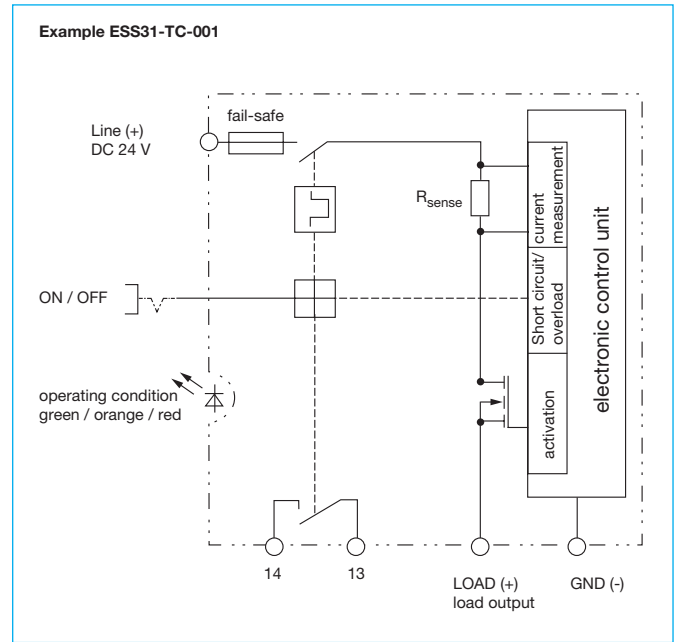 Example ESS31-TC-001
fail-safe
Line (+)
DC 24 V
Rsense
current
measurement
Short circuit/
overload
activation
electronic control unit
ON / OFF
operating condition
green / orange / red
14
13
LOAD (+)
load output
GND (-)